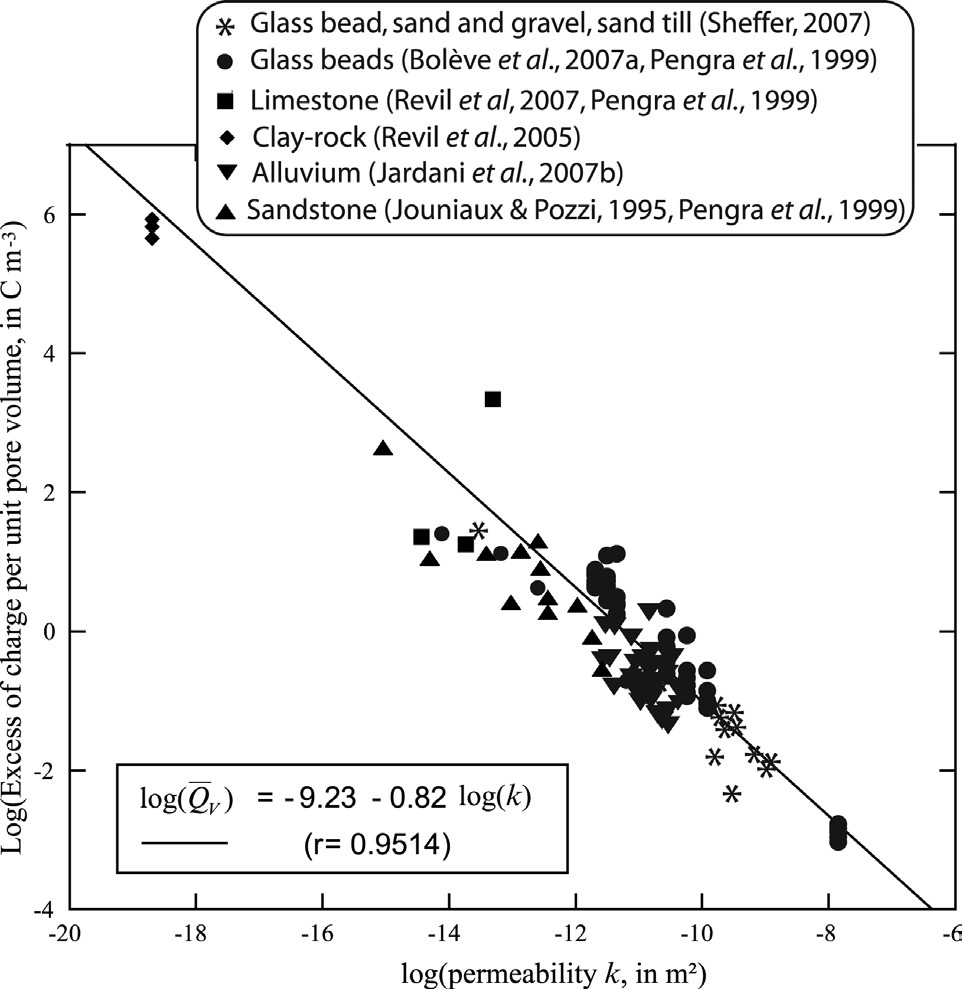 Glass bead, sand and gravel, sand till (Sheffer, 2007)
Glass beads (Bolève et al., 2007a, Pengra et al., 1999)
Limestone (Revil et al, 2007, Pengra et al., 1999)
Clay-rock (Revil et al., 2005)
Alluvium (Jardani et al., 2007b)
Sandstone (Jouniaux & Pozzi, 1995, Pengra et al., 1999)
Log(Excess of charge per unit pore volume, in C m⁻³)
6
4
2
0
-2
-4
log(Q̅_V) = -9.23 -0.82 log(k)
(r= 0.9514)
-20 -18 -16 -14 -12 -10 -8 -6
log(permeability k, in m²)